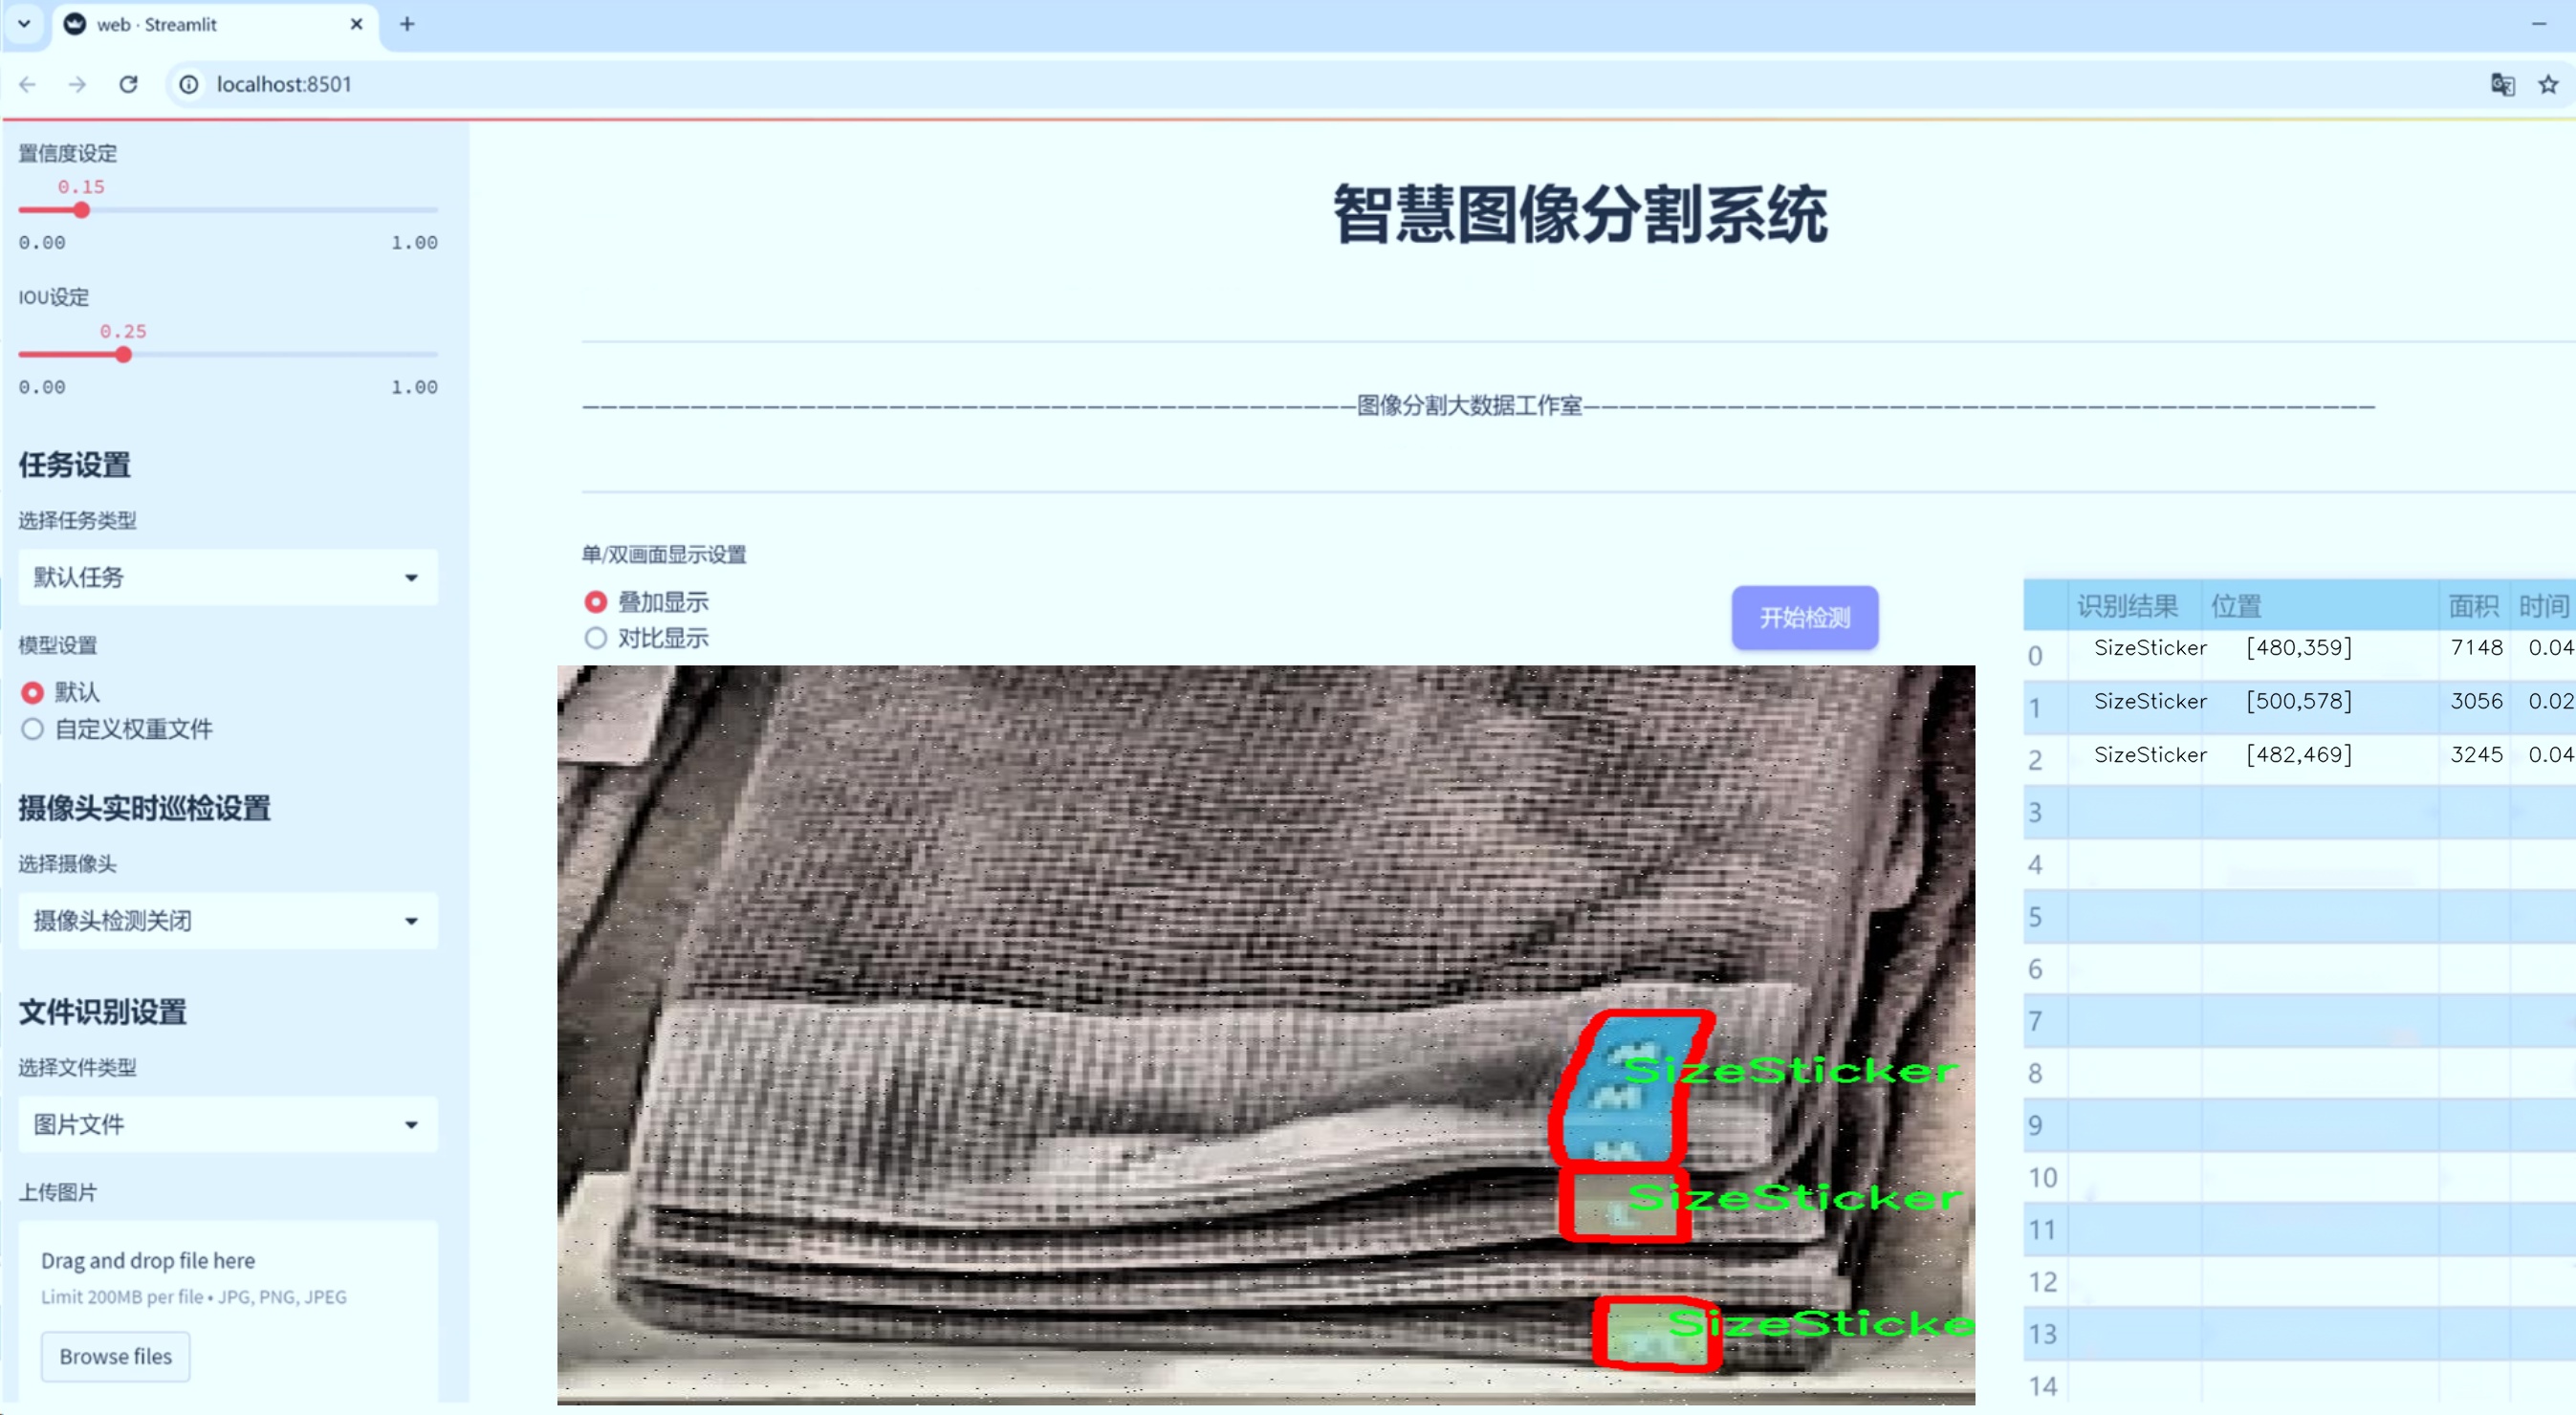 web · Streamlit
localhost:8501
置信度设定
0.15
0.00 1.00
IOU设定
0.25
0.00 1.00
任务设置
选择任务类型
默认任务
模型设置
默认
自定义权重文件
摄像头实时巡检设置
选择摄像头
摄像头检测关闭
文件识别设置
选择文件类型
图片文件
上传图片
Drag and drop file here
Limit 200MB per file • JPG, PNG, JPEG
Browse files
智慧图像分割系统
图像分割大数据工作室
单/双画面显示设置
叠加显示
对比显示
开始检测
SizeSticker
SizeSticker
SizeSticke
识别结果 位置 面积 时间
0 SizeSticker [480,359] 7148 0.04
1 SizeSticker [500,578] 3056 0.02
2 SizeSticker [482,469] 3245 0.04
3
4
5
6
7
8
9
10
11
12
13
14